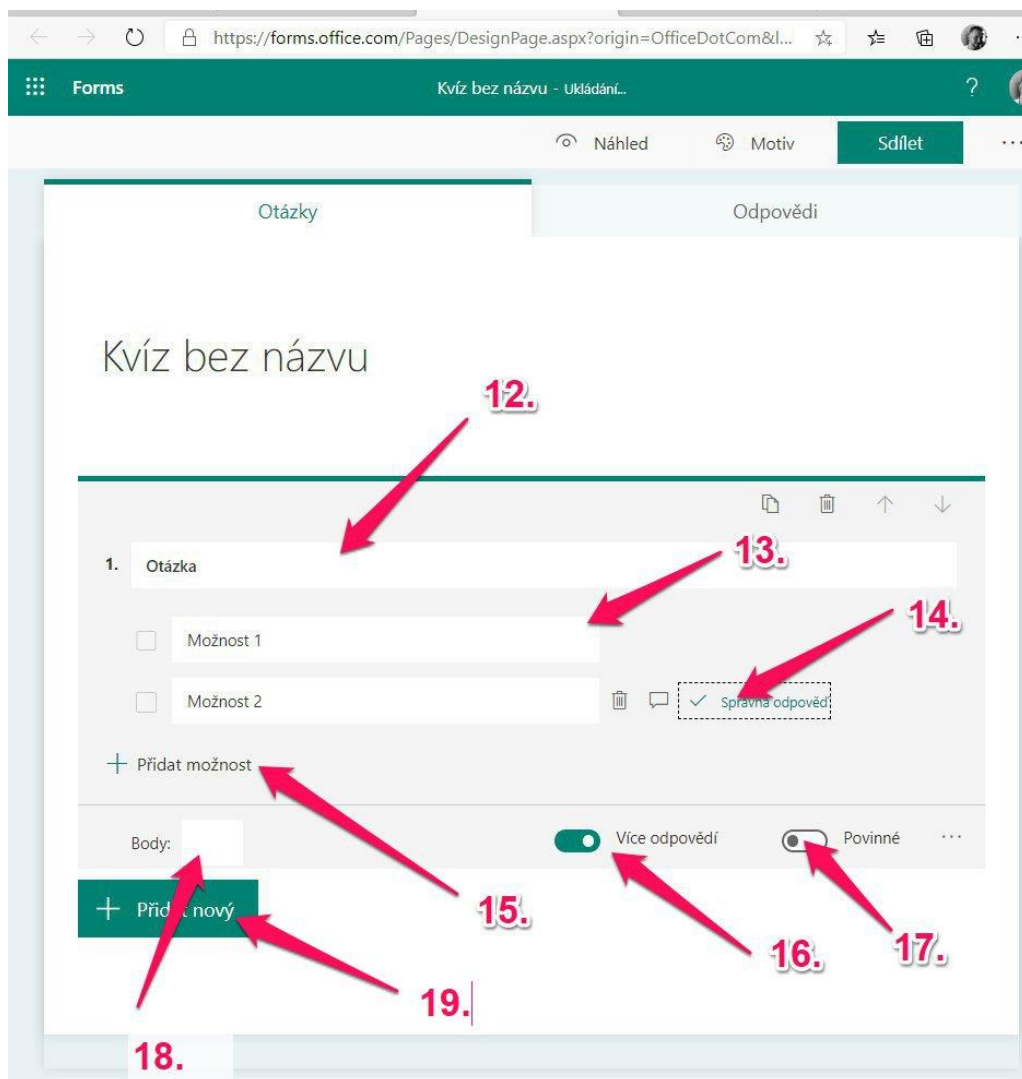 https://forms.office.com/Pages/DesignPage.aspx?origin=OfficeDotCom&l...
Forms
Kvíz bez názvu - Ukládání...
?
Náhled
Motiv
Sdílet
...
Otázky
Odpovědi
Kvíz bez názvu
12.
1. Otázka
13.
14.
Možnost 1
Možnost 2
Správná odpověď
+ Přidat možnost
Body:
Více odpovědí
Povinné
...
15.
+ Přidat nový
16.
17.
19.
18.